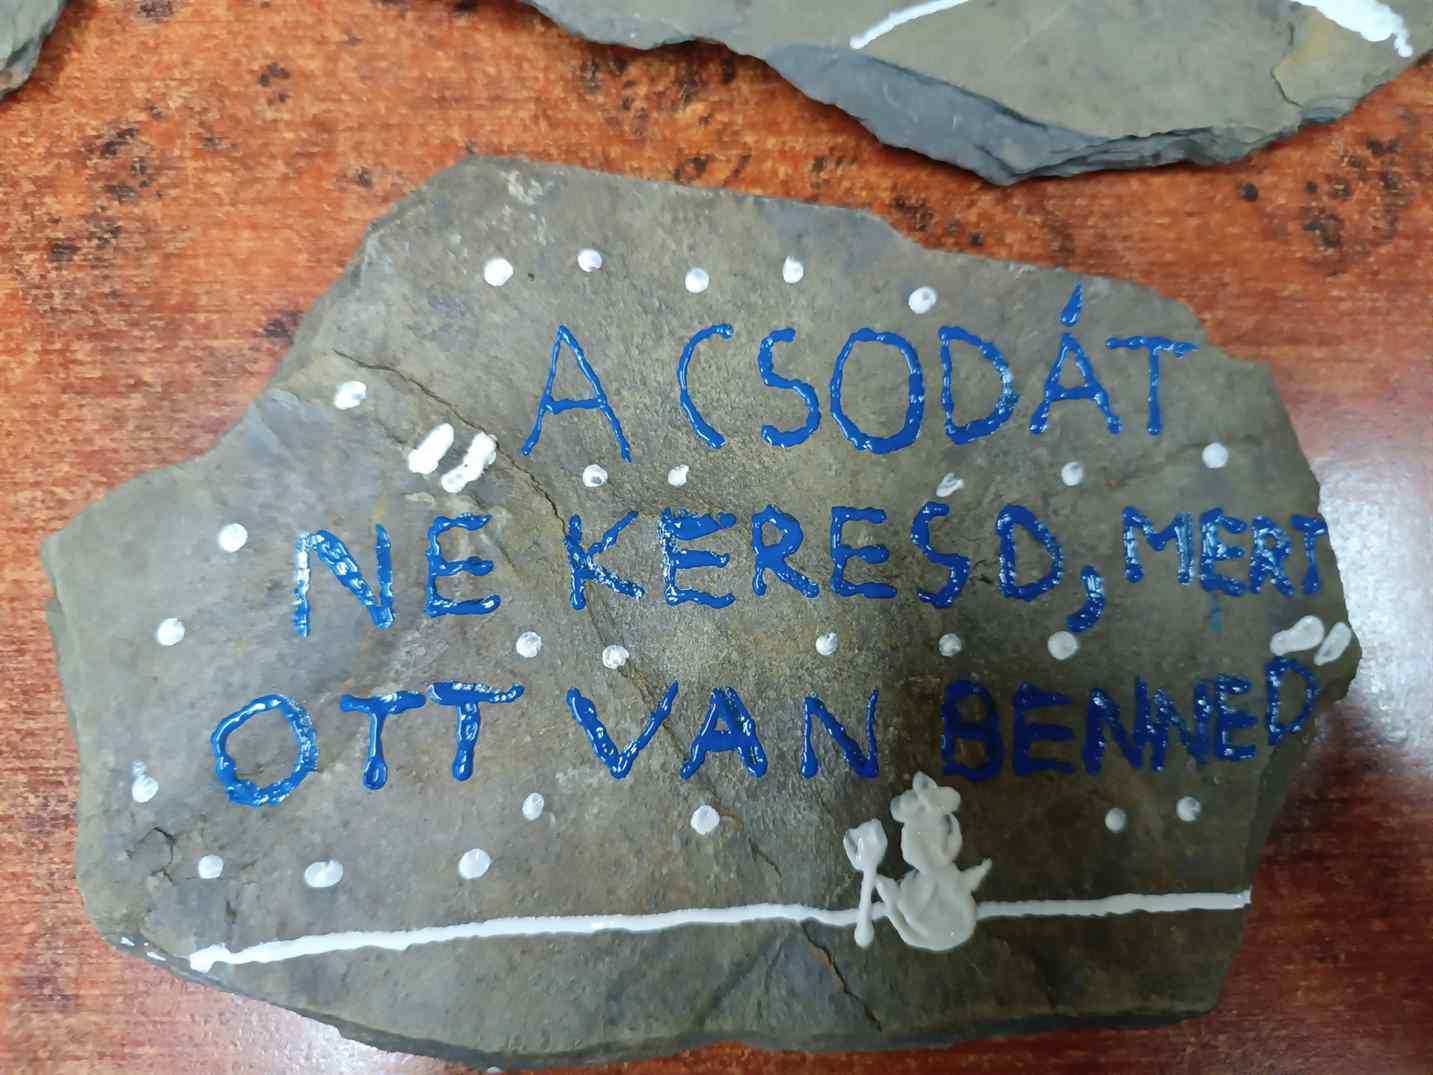 A CSODÁT
NE KERESD, MERT
OTT VAN BENNED